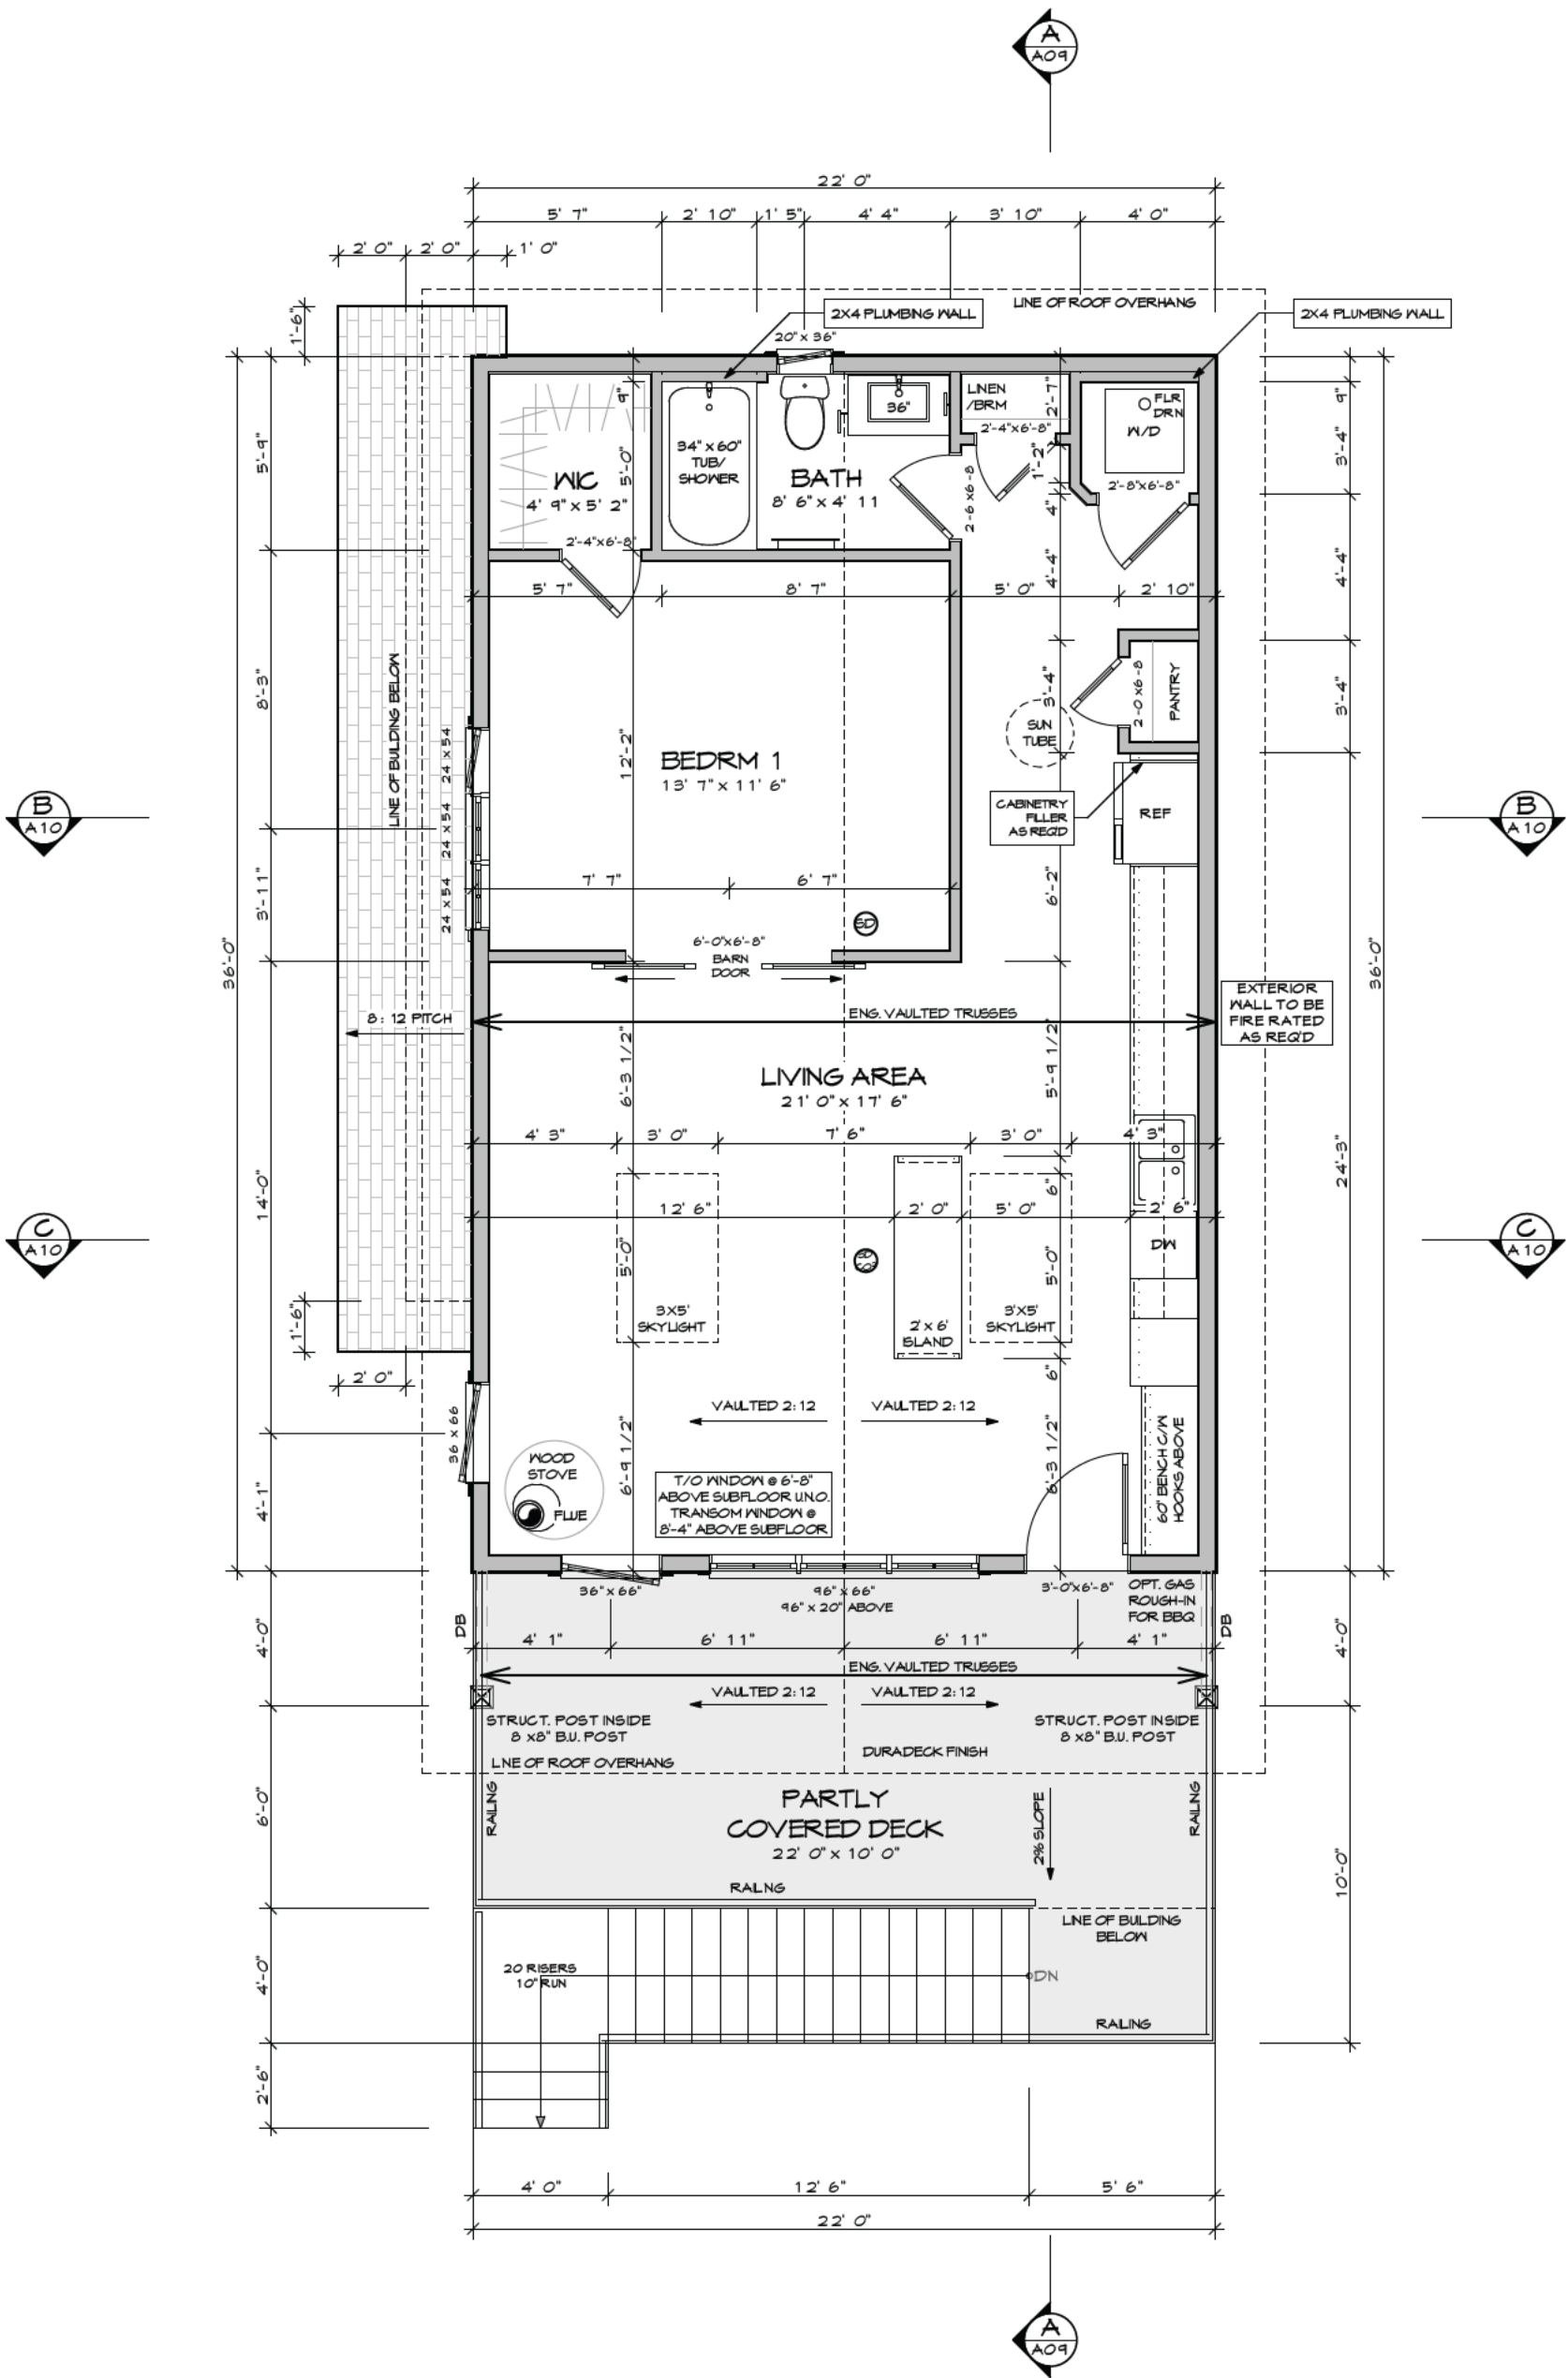 A
A09
22' 0"
5' 7"
2' 10"
1' 5"
4' 4"
3' 10"
4' 0"
2' 0"
2' 0"
1' 0"
LINE OF ROOF OVERHANG
1'-6"
2X4 PLUMBING WALL
2X4 PLUMBING WALL
20" x 36"
5'-9"
9"
5'-0"
WIC
4' 9" x 5' 2"
2'-4"x6'-8"
34" x 60"
TUB/
SHOWER
BATH
8' 6" x 4' 11
36"
LINEN
/BRM
2'-4"x6'-8"
2'-7"
1'-2"
4"
2-6 x6-8
FLR
DRN
W/D
2'-8"x6'-8"
9"
3'-4"
4'-4"
4'-4"
5' 7"
8' 7"
5' 0"
2' 10"
8'-3"
LINE OF BUILDING BELOW
24 x 54
24 x 54
24 x 54
12'-2"
BEDRM 1
13' 7" x 11' 6"
SUN
TUBE
3'-4"
2-0 x6-8
PANTRY
3'-4"
CABINETRY
FILLER
AS REQ'D
REF
B
A10
B
A10
3'-11"
7' 7"
6' 7"
SD
6'-2"
6'-0"x6'-8"
BARN
DOOR
36'-0"
36'-0"
8 : 12 PITCH
ENG. VAULTED TRUSSES
EXTERIOR
WALL TO BE
FIRE RATED
AS REQ'D
6'-3 1/2"
LIVING AREA
21' 0" x 17' 6"
5'-9 1/2"
4' 3"
3' 0"
7' 6"
3' 0"
4' 3"
14'-0"
24'-3"
6"
12' 6"
2' 0"
5' 0"
2' 6"
C
A10
C
A10
5'-0"
5'-0"
DW
3X5'
SKYLIGHT
2' x 6'
ISLAND
3'X5'
SKYLIGHT
1'-6"
2' 0"
6"
VAULTED 2:12
VAULTED 2:12
36 x 66
6'-9 1/2"
6'-3 1/2"
60" BENCH C/W
HOOKS ABOVE
WOOD
STOVE
FLUE
T/O WINDOW @ 6'-8"
ABOVE SUBFLOOR U.N.O.
TRANSOM WINDOW @
8'-4" ABOVE SUBFLOOR
4'-1"
36" x 66"
96" x 66"
96" x 20" ABOVE
3'-0"x6'-8"
OPT. GAS
ROUGH-IN
FOR BBQ
DB
DB
4'-0"
4'-0"
4' 1"
6' 11"
6' 11"
4' 1"
ENG. VAULTED TRUSSES
VAULTED 2:12
VAULTED 2:12
STRUCT. POST INSIDE
8 x8" B.U. POST
STRUCT. POST INSIDE
8 x8" B.U. POST
LINE OF ROOF OVERHANG
DURADECK FINISH
6'-0"
RAILING
PARTLY
COVERED DECK
22' 0" x 10' 0"
2% SLOPE
RAILING
10'-0"
RAILING
LINE OF BUILDING
BELOW
4'-0"
20 RISERS
10" RUN
DN
RAILING
2'-6"
4' 0"
12' 6"
5' 6"
22' 0"
A
A09